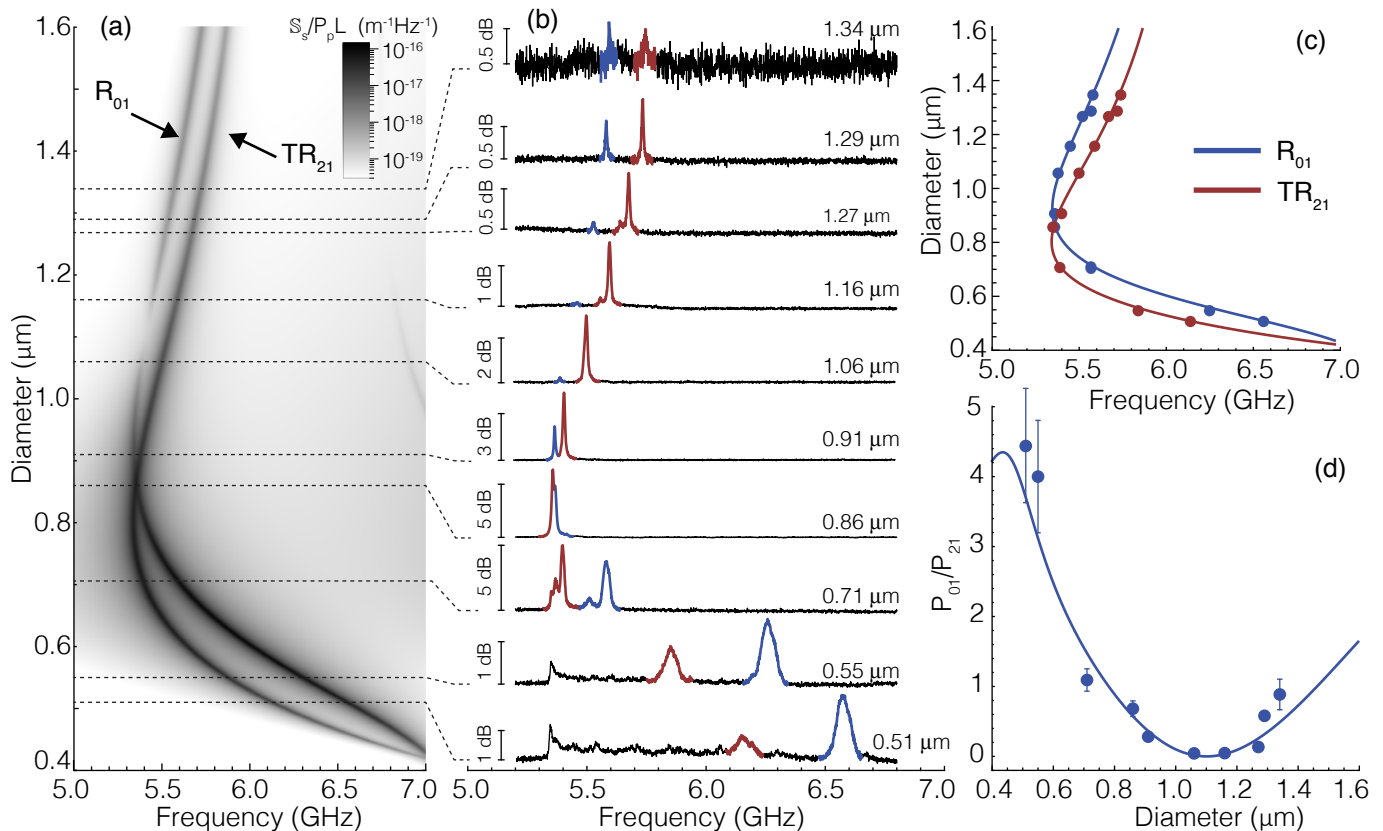 (a)
𝕊s/PpL (m⁻¹Hz⁻¹)
10⁻¹⁶
10⁻¹⁷
10⁻¹⁸
10⁻¹⁹
R₀₁
TR₂₁
1.6
1.4
1.2
1.0
0.8
0.6
0.4
Diameter (μm)
5.0
5.5
6.0
6.5
7.0
Frequency (GHz)
(b)
0.5 dB
1.34 μm
0.5 dB
1.29 μm
0.5 dB
1.27 μm
1 dB
1.16 μm
2 dB
1.06 μm
3 dB
0.91 μm
5 dB
0.86 μm
5 dB
0.71 μm
1 dB
0.55 μm
1 dB
0.51 μm
5.5
6.0
6.5
Frequency (GHz)
(c)
1.6
1.4
1.2
1.0
0.8
0.6
0.4
Diameter (μm)
R₀₁
TR₂₁
5.0
5.5
6.0
6.5
7.0
Frequency (GHz)
(d)
5
4
3
2
1
0
P₀₁/P₂₁
0.4
0.6
0.8
1.0
1.2
1.4
1.6
Diameter (μm)